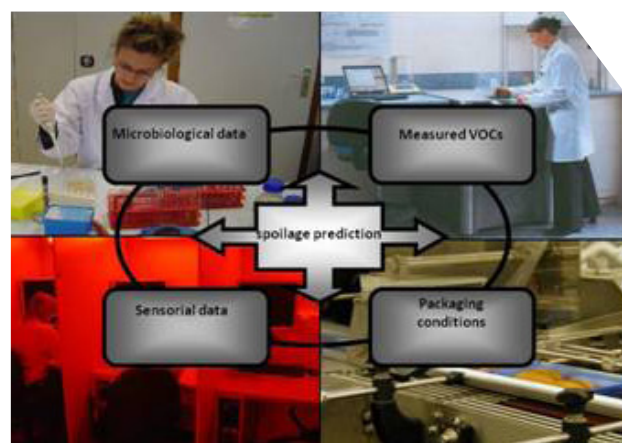 Microbiological data
Measured VOCs
spoilage prediction
Sensorial data
Packaging
conditions